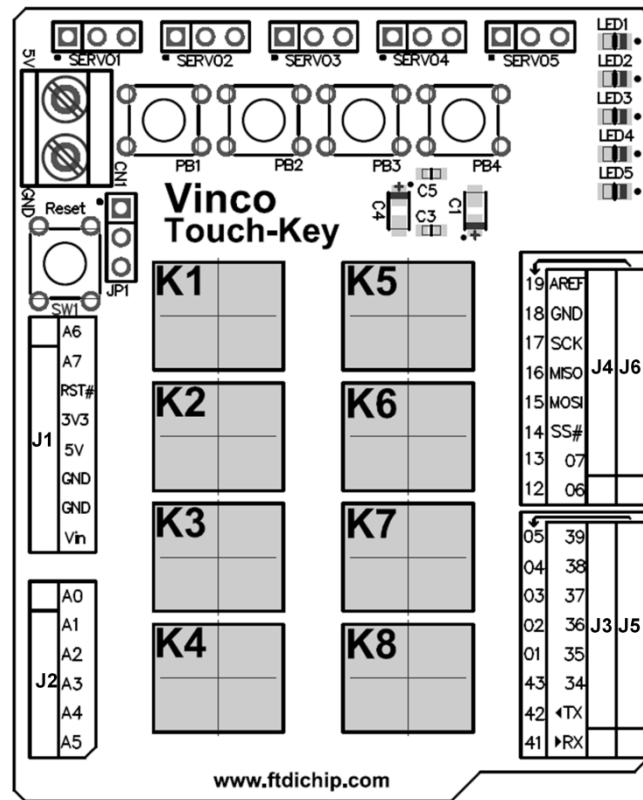 SERVO1 SERVO2 SERVO3 SERVO4 SERVO5
LED1
LED2
LED3
LED4
LED5
5V
GND
CN1
PB1 PB2 PB3 PB4
C5
C4
C3
C1
Reset
SW1
JP1
Vinco
Touch-Key
K1 K5
K2 K6
K3 K7
K4 K8
J1
A6
A7
RST#
3V3
5V
GND
GND
Vin
J2
A0
A1
A2
A3
A4
A5
19 AREF
18 GND
17 SCK
16 MISO
15 MOSI
14 SS#
13 07
12 06
J4 J6
05 39
04 38
03 37
02 36
01 35
43 34
42 TX
41 RX
J3 J5
www.ftdichip.com